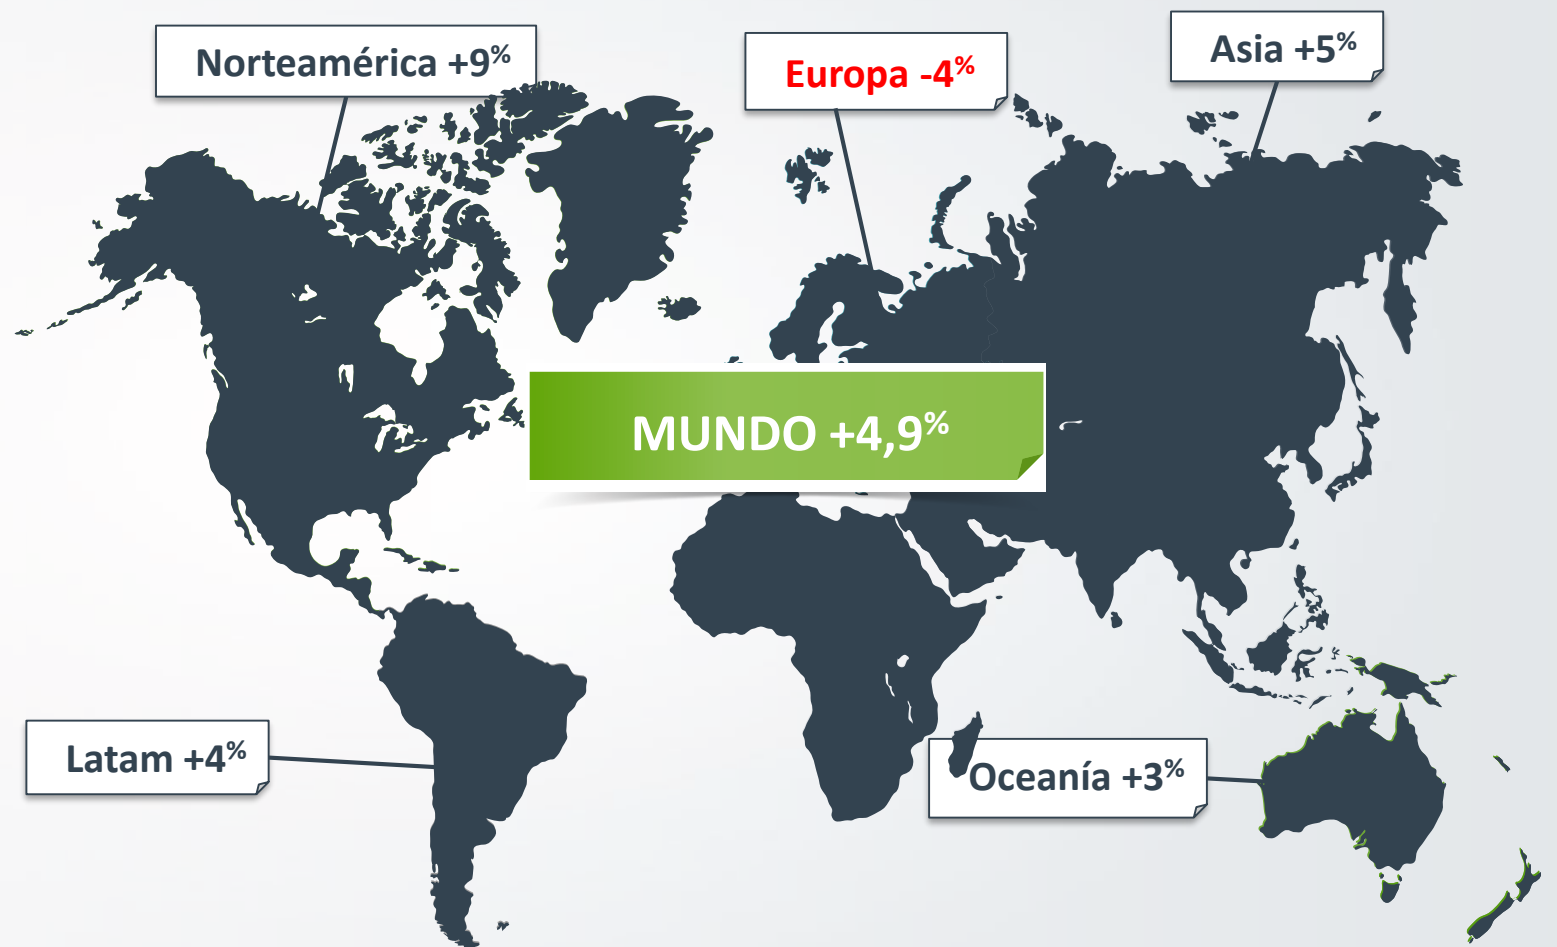 Norteamérica +9%
Europa -4%
Asia +5%
MUNDO +4,9%
Latam +4%
Oceanía +3%